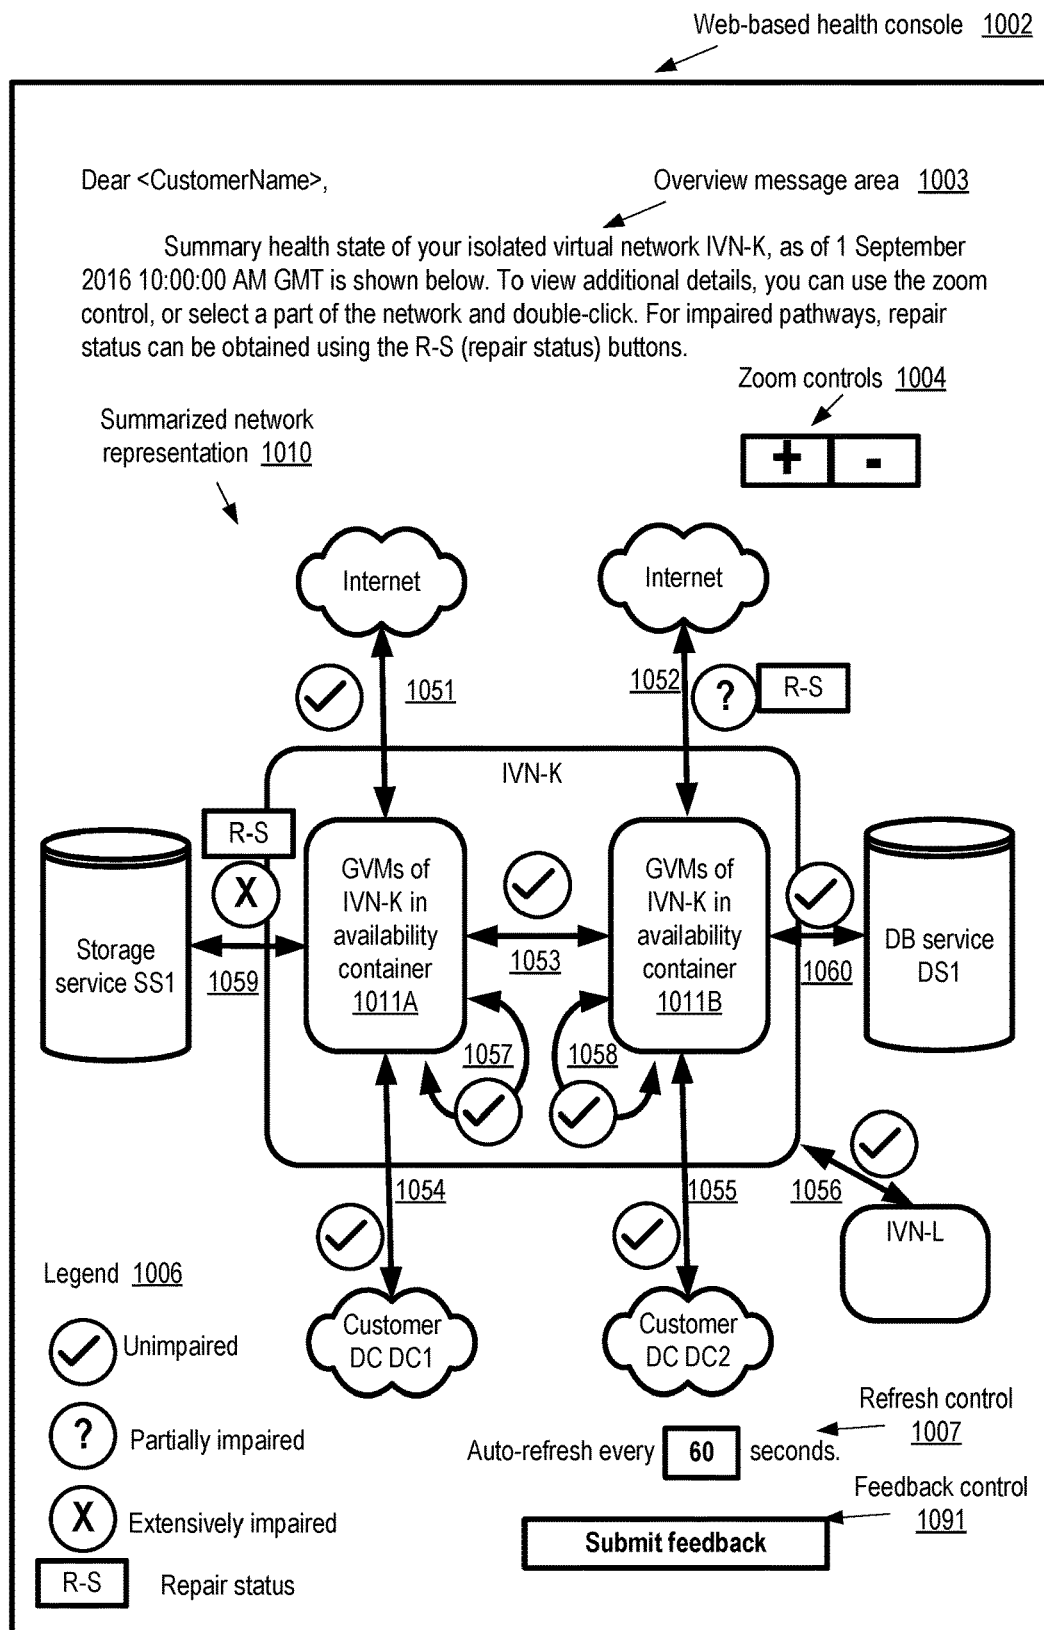 Web-based health console 1002
Dear <CustomerName>,
Overview message area 1003
Summary health state of your isolated virtual network IVN-K, as of 1 September
2016 10:00:00 AM GMT is shown below. To view additional details, you can use the zoom
control, or select a part of the network and double-click. For impaired pathways, repair
status can be obtained using the R-S (repair status) buttons.
Zoom controls 1004
+ -
Summarized network
representation 1010
Internet
Internet
1051
1052
?
R-S
IVN-K
R-S
X
Storage
service SS1
1059
GVMs of
IVN-K in
availability
container
1011A
1053
GVMs of
IVN-K in
availability
container
1011B
1060
DB service
DS1
1057
1058
1054
1055
1056
IVN-L
Customer
DC DC1
Customer
DC DC2
Legend 1006
Unimpaired
? Partially impaired
X Extensively impaired
R-S Repair status
Refresh control
1007
Auto-refresh every 60 seconds.
Feedback control
1091
Submit feedback